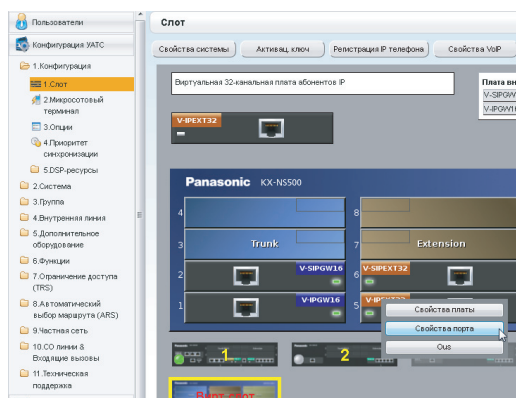 Пользователи
Конфигурация УАТС
1.Конфигурация
1.Слот
2.Микросотовый
терминал
3.Опции
4.Приоритет
синхронизации
5.DSP-ресурсы
2.Система
3.Группа
4.Внутренняя линия
5.Дополнительное
оборудование
6.Функции
7.Ограничение доступа
(TRS)
8.Автоматический
выбор маршрута (ARS)
9.Частная сеть
10.CO линии &
Входящие вызовы
11.Техническая
поддержка
Слот
Свойства системы
Активац. ключ
Регистрация IP телефона
Свойства VoIP
Виртуальная 32-канальная плата абонентов IP
Плата вн
V-SIPGW
V-IPGW16
V-IPEXT32
Panasonic KX-NS500
4
8
3 Trunk
7 Extension
2 V-SIPGW16
6 V-SIPEXT32
1 V-IPGW16
5
Свойства платы
Свойства порта
Ous
1
2